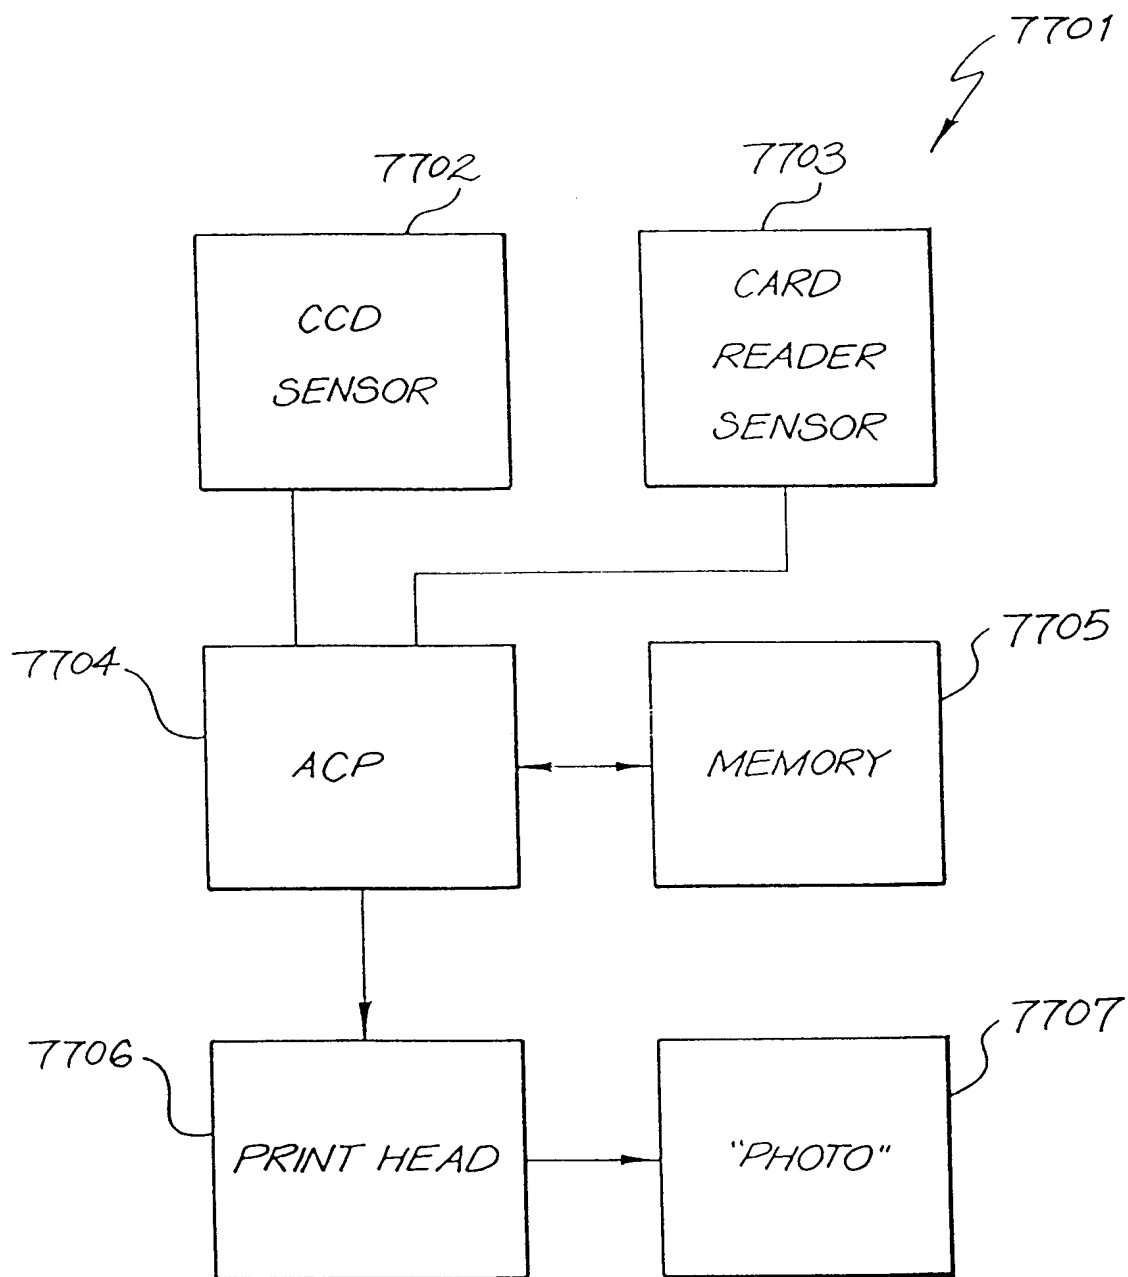 7701
7702
7703
CCD
SENSOR
CARD
READER
SENSOR
7704
7705
ACP
MEMORY
7706
7707
PRINT HEAD
"PHOTO"